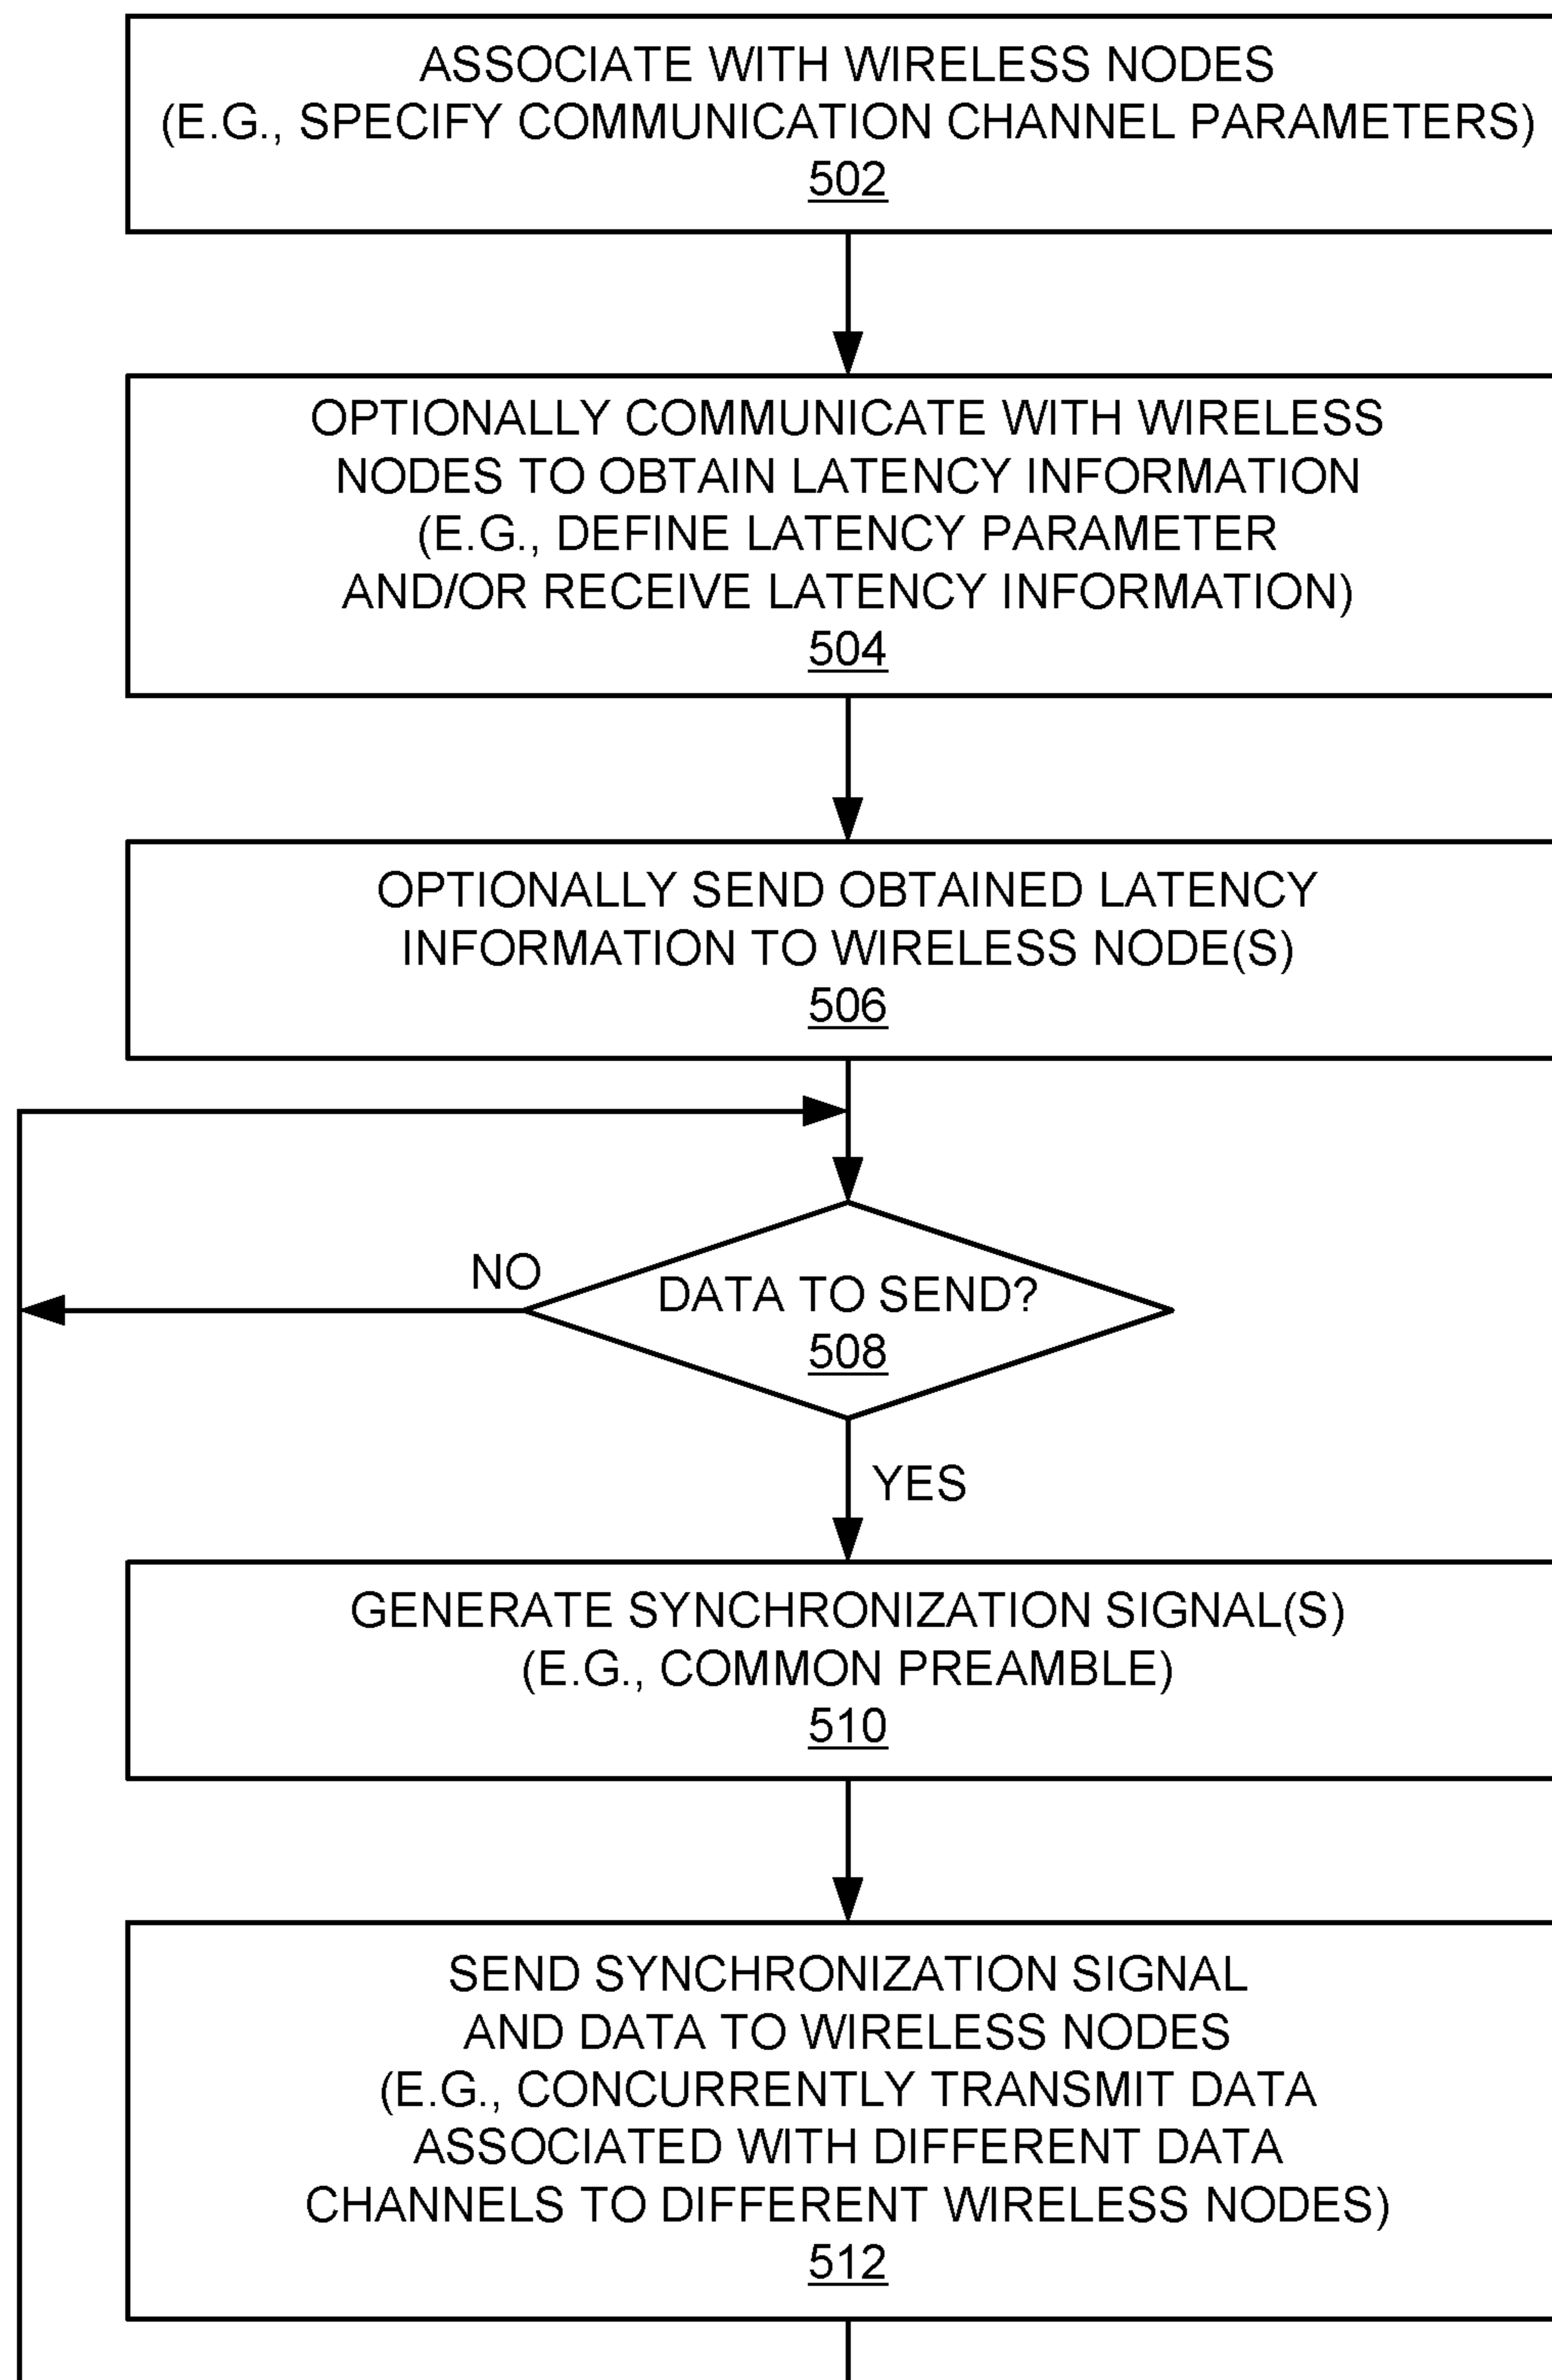 ASSOCIATE WITH WIRELESS NODES
(E.G., SPECIFY COMMUNICATION CHANNEL PARAMETERS)
502
OPTIONALLY COMMUNICATE WITH WIRELESS
NODES TO OBTAIN LATENCY INFORMATION
(E.G., DEFINE LATENCY PARAMETER
AND/OR RECEIVE LATENCY INFORMATION)
504
OPTIONALLY SEND OBTAINED LATENCY
INFORMATION TO WIRELESS NODE(S)
506
NO
DATA TO SEND?
508
YES
GENERATE SYNCHRONIZATION SIGNAL(S)
(E.G., COMMON PREAMBLE)
510
SEND SYNCHRONIZATION SIGNAL
AND DATA TO WIRELESS NODES
(E.G., CONCURRENTLY TRANSMIT DATA
ASSOCIATED WITH DIFFERENT DATA
CHANNELS TO DIFFERENT WIRELESS NODES)
512